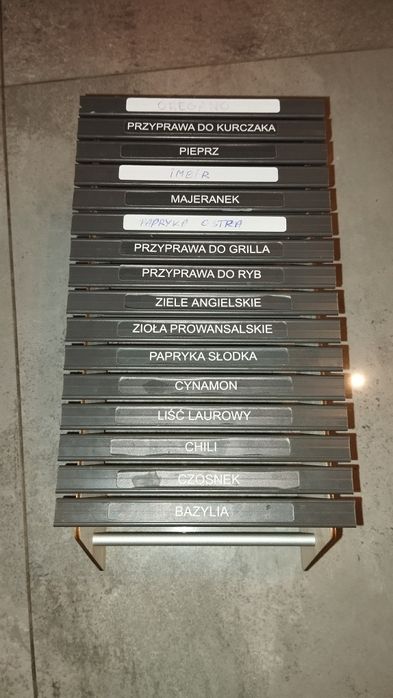 OREGANO
PRZYPRAWA DO KURCZAKA
PIEPRZ
IMBIR
MAJERANEK
PAPRYKA OSTRA
PRZYPRAWA DO GRILLA
PRZYPRAWA DO RYB
ZIELE ANGIELSKIE
ZIOŁA PROWANSALSKIE
PAPRYKA SŁODKA
CYNAMON
LIŚĆ LAUROWY
CHILI
CZOSNEK
BAZYLIA